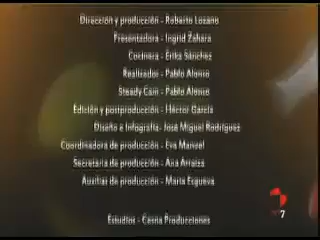 Dirección y producción - Roberto Lozano
Presentadora - Ingrid Zahara
Cocinera - Érika Sánchez
Realizador - Pablo Alonso
Steady Cam - Pablo Alonso
Edición y postproducción - Héctor García
Diseño e Infografía- José Miguel Rodríguez
Coordinadora de producción - Eva Manuel
Secretaria de producción - Ana Arraiza
Auxiliar de producción - Marta Esgueva
Estudios - Cesna Producciones
7